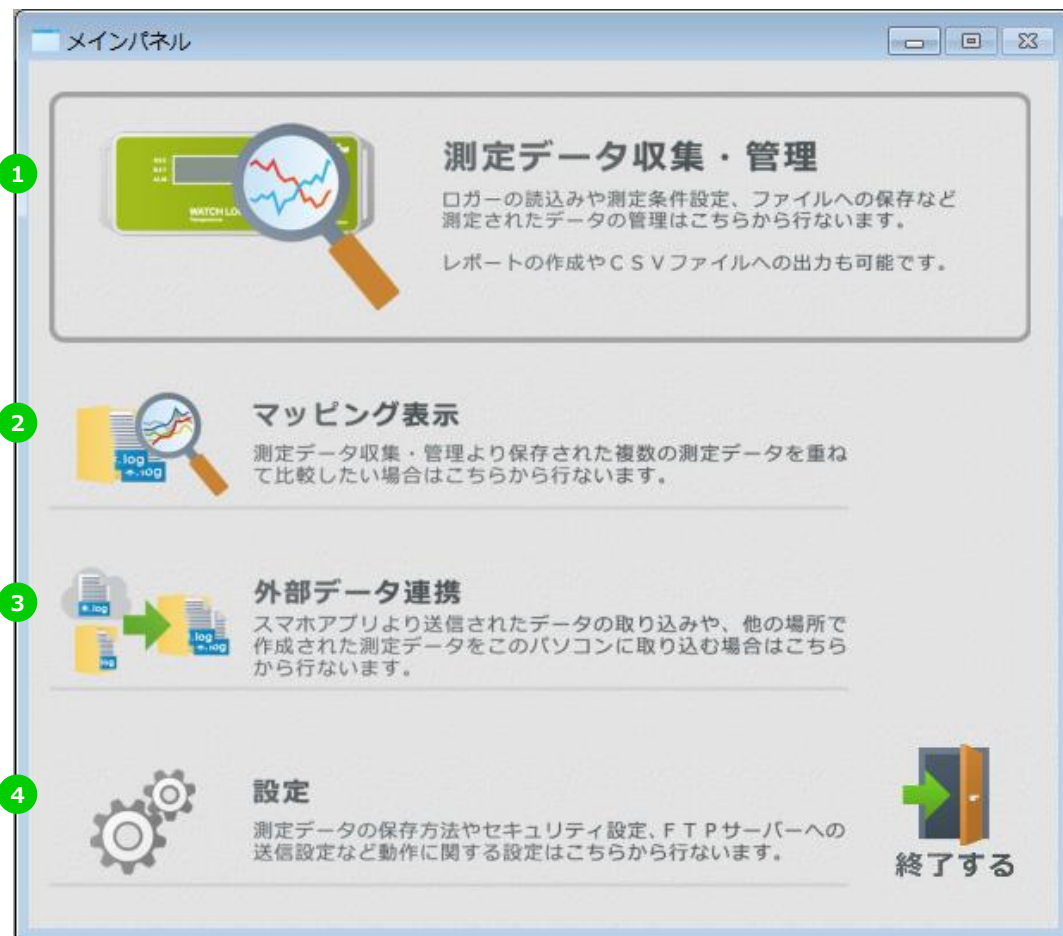 メインパネル
1
測定データ収集・管理
ロガーの読込みや測定条件設定、ファイルへの保存など
測定されたデータの管理はこちらから行ないます。
レポートの作成やCSVファイルへの出力も可能です。
WATCH LO
2
マッピング表示
測定データ収集・管理より保存された複数の測定データを重ね
て比較したい場合はこちらから行ないます。
.log
*.log
3
外部データ連携
スマホアプリより送信されたデータの取り込みや、他の場所で
作成された測定データをこのパソコンに取り込む場合はこちら
から行ないます。
*.log
log
.log
.log
4
設定
測定データの保存方法やセキュリティ設定、FTPサーバーへの
送信設定など動作に関する設定はこちらから行ないます。
終了する